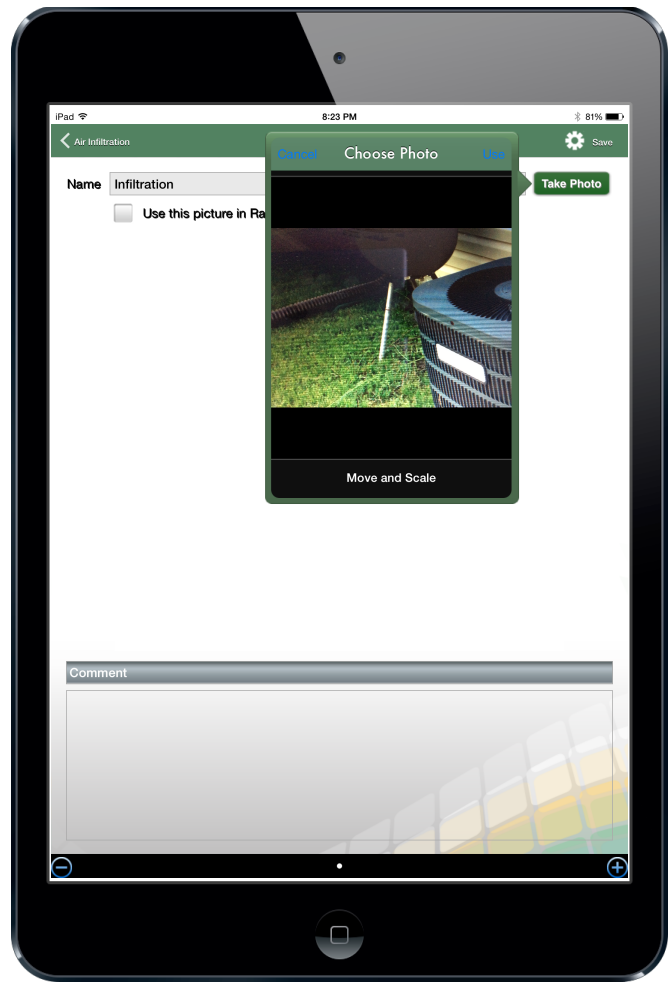 iPad 8:23 PM 81%
Air Infiltration Save
Cancel Choose Photo Use
Name Infiltration Take Photo
Use this picture in Ra
Move and Scale
Comment